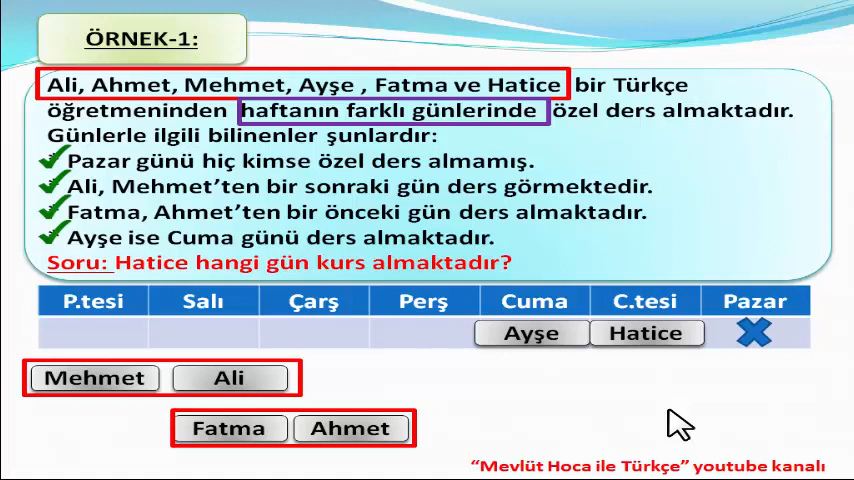 ÖRNEK-1:
Ali, Ahmet, Mehmet, Ayşe , Fatma ve Hatice bir Türkçe
öğretmeninden haftanın farklı günlerinde özel ders almaktadır.
Günlerle ilgili bilinenler şunlardır:
Pazar günü hiç kimse özel ders almamış.
Ali, Mehmet’ten bir sonraki gün ders görmektedir.
Fatma, Ahmet’ten bir önceki gün ders almaktadır.
Ayşe ise Cuma günü ders almaktadır.
Soru: Hatice hangi gün kurs almaktadır?
P.tesi Salı Çarş Perş Cuma C.tesi Pazar
Ayşe Hatice
Mehmet Ali
Fatma Ahmet
“Mevlüt Hoca ile Türkçe” youtube kanalı